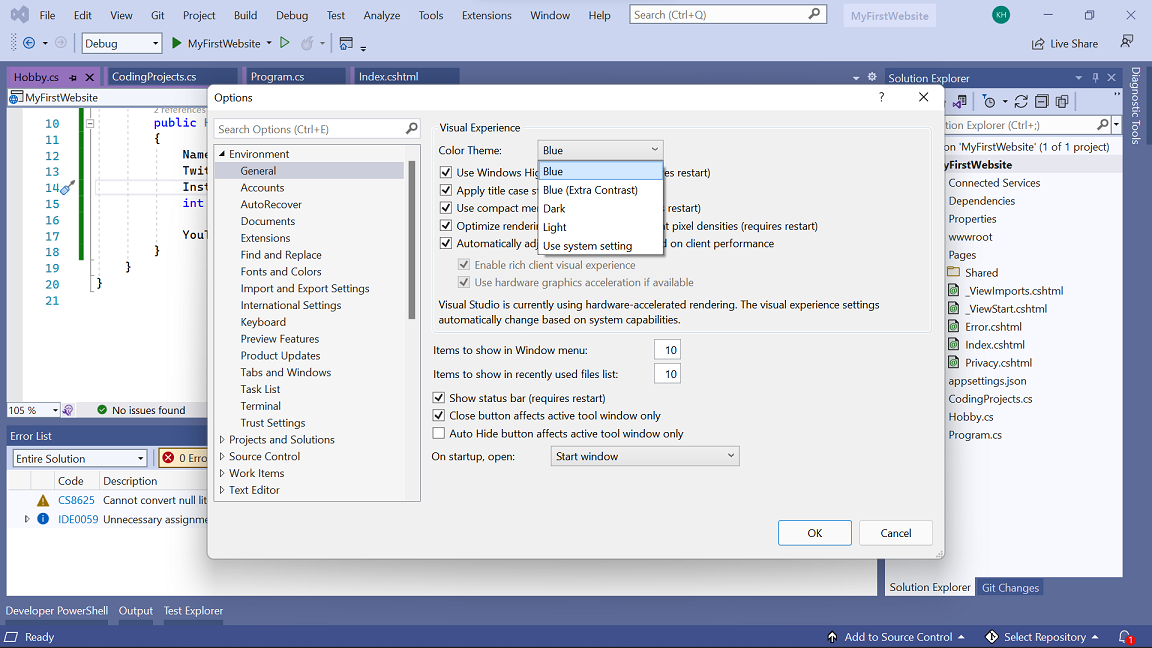 File Edit View Git Project Build Debug Test Analyze Tools Extensions Window Help Search (Ctrl+Q) MyFirstWebsite KH
Debug MyFirstWebsite Live Share
Hobby.cs CodingProjects.cs Program.cs Index.cshtml
MyFirstWebsite
2 references
10 public
11 {
12 Name
13 Twit
14 Inst
15 int
16
17 YouT
18 }
19 }
20 }
21
105 % No issues found
Error List
Entire Solution 0 Erro
Code Description
CS8625 Cannot convert null lit
IDE0059 Unnecessary assignme
Developer PowerShell Output Test Explorer
Options ?
Search Options (Ctrl+E)
Environment
General
Accounts
AutoRecover
Documents
Extensions
Find and Replace
Fonts and Colors
Import and Export Settings
International Settings
Keyboard
Preview Features
Product Updates
Tabs and Windows
Task List
Terminal
Trust Settings
Projects and Solutions
Source Control
Work Items
Text Editor
Visual Experience
Color Theme: Blue
Blue
Blue (Extra Contrast)
Dark
Light
Use system setting
Use Windows Hig es restart)
Apply title case s
Use compact me s restart)
Optimize renderin t pixel densities (requires restart)
Automatically adj d on client performance
Enable rich client visual experience
Use hardware graphics acceleration if available
Visual Studio is currently using hardware-accelerated rendering. The visual experience settings
automatically change based on system capabilities.
Items to show in Window menu: 10
Items to show in recently used files list: 10
Show status bar (requires restart)
Close button affects active tool window only
Auto Hide button affects active tool window only
On startup, open: Start window
OK Cancel
Solution Explorer
tion Explorer (Ctrl+;)
on 'MyFirstWebsite' (1 of 1 project)
yFirstWebsite
Connected Services
Dependencies
Properties
wwwroot
Pages
Shared
_ViewImports.cshtml
_ViewStart.cshtml
Error.cshtml
Index.cshtml
Privacy.cshtml
appsettings.json
CodingProjects.cs
Hobby.cs
Program.cs
Solution Explorer Git Changes
Diagnostic Tools
Ready Add to Source Control Select Repository 1